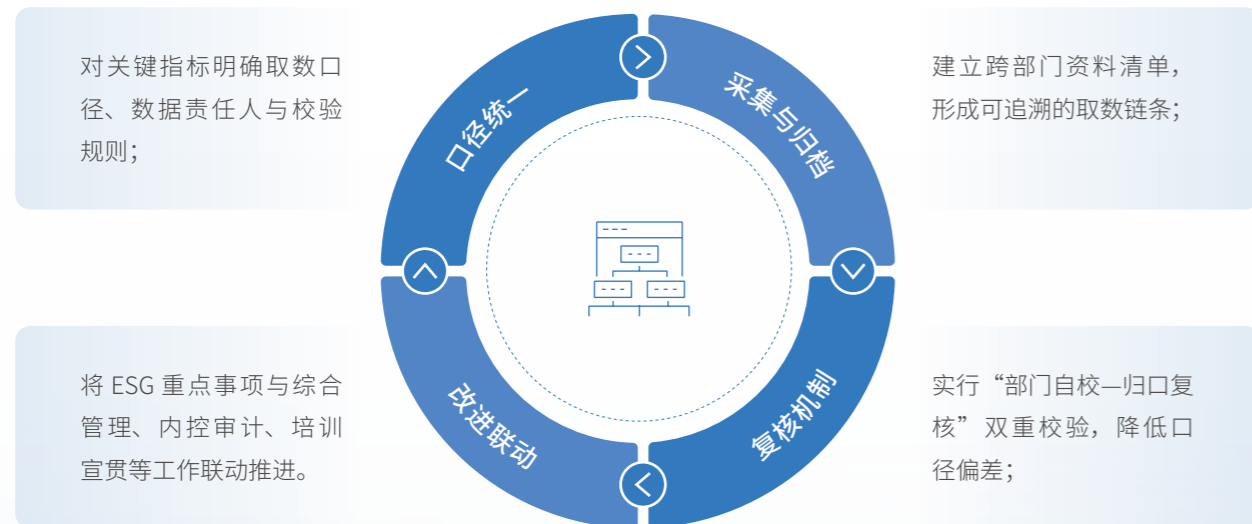 对关键指标明确取数口
径、数据责任人与校验
规则；
口径统一
采集与归档
建立跨部门资料清单，
形成可追溯的取数链条；
将 ESG 重点事项与综合
管理、内控审计、培训
宣贯等工作联动推进。
改进联动
复核机制
实行“部门自校—归口复
核”双重校验，降低口
径偏差；